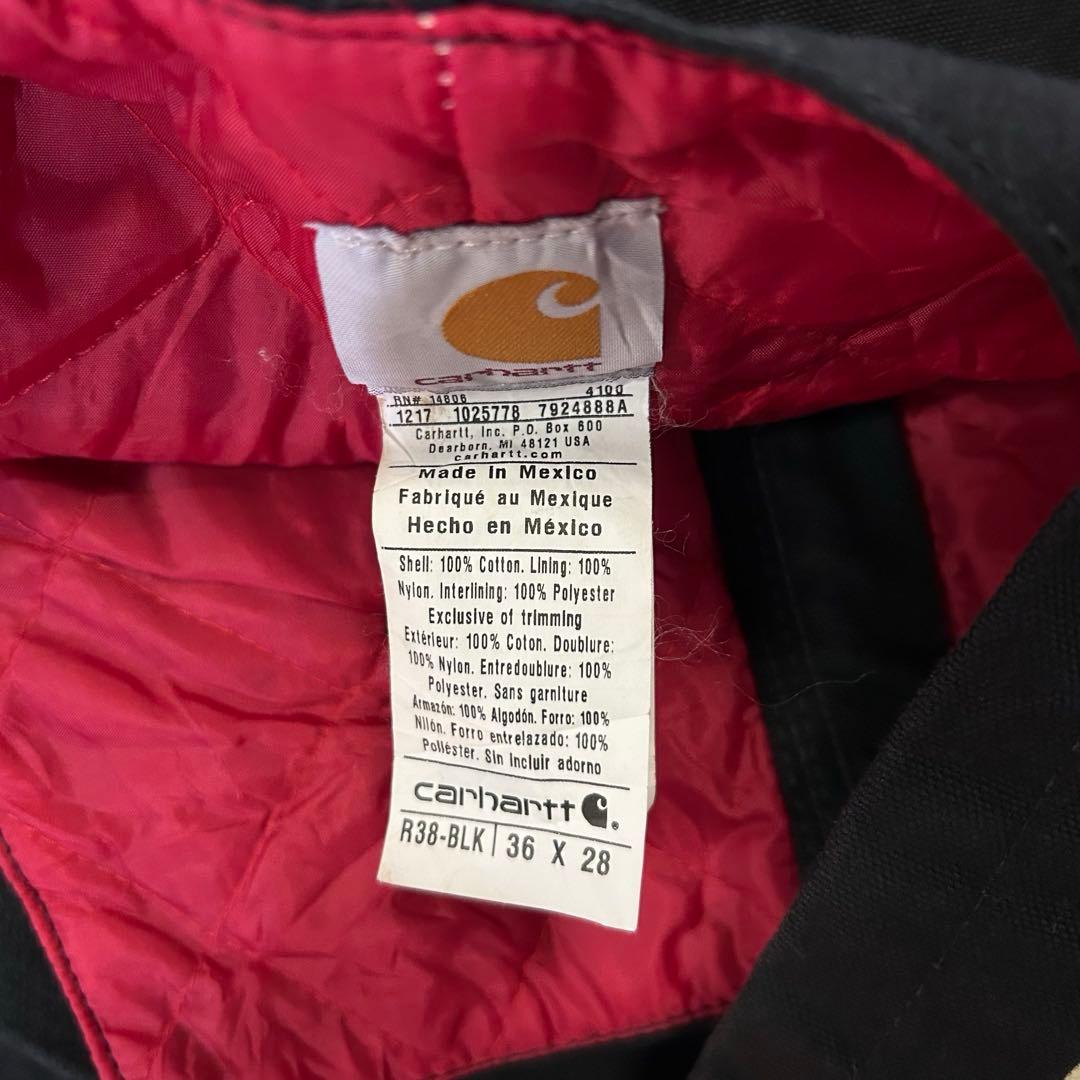 carhartt
RN# 14806 4100
1217 1025778 7924888A
Carhartt, Inc. P.O. Box 600
Dearborn, MI 48121 USA
carhartt.com
Made in Mexico
Fabriqué au Mexique
Hecho en México
Shell: 100% Cotton. Lining: 100%
Nylon. Interlining: 100% Polyester
Exclusive of trimming
Extérieur: 100% Coton. Doublure:
100% Nylon. Entredoublure: 100%
Polyester. Sans garniture
Armazón: 100% Algodón. Forro: 100%
Nilón. Forro entrelazado: 100%
Poliéster. Sin incluir adorno
carhartt ®
R38-BLK | 36 X 28